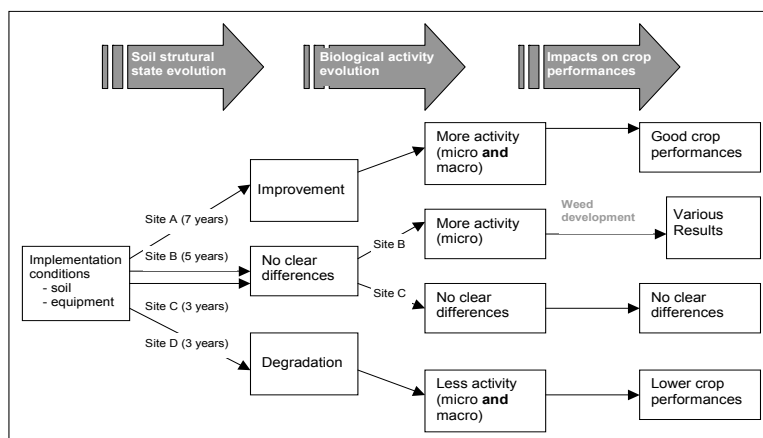 Soil strutural
state evolution
Biological activity
evolution
Impacts on crop
performances
More activity
(micro and
macro)
Good crop
performances
Improvement
Site A (7 years)
Weed
development
More activity
(micro)
Various
Results
Site B
Implementation
conditions
- soil
- equipment
Site B (5 years)
No clear
differences
Site C
Site C (3 years)
No clear
differences
No clear
differences
Site D (3 years)
Degradation
Less activity
(micro and
macro)
Lower crop
performances